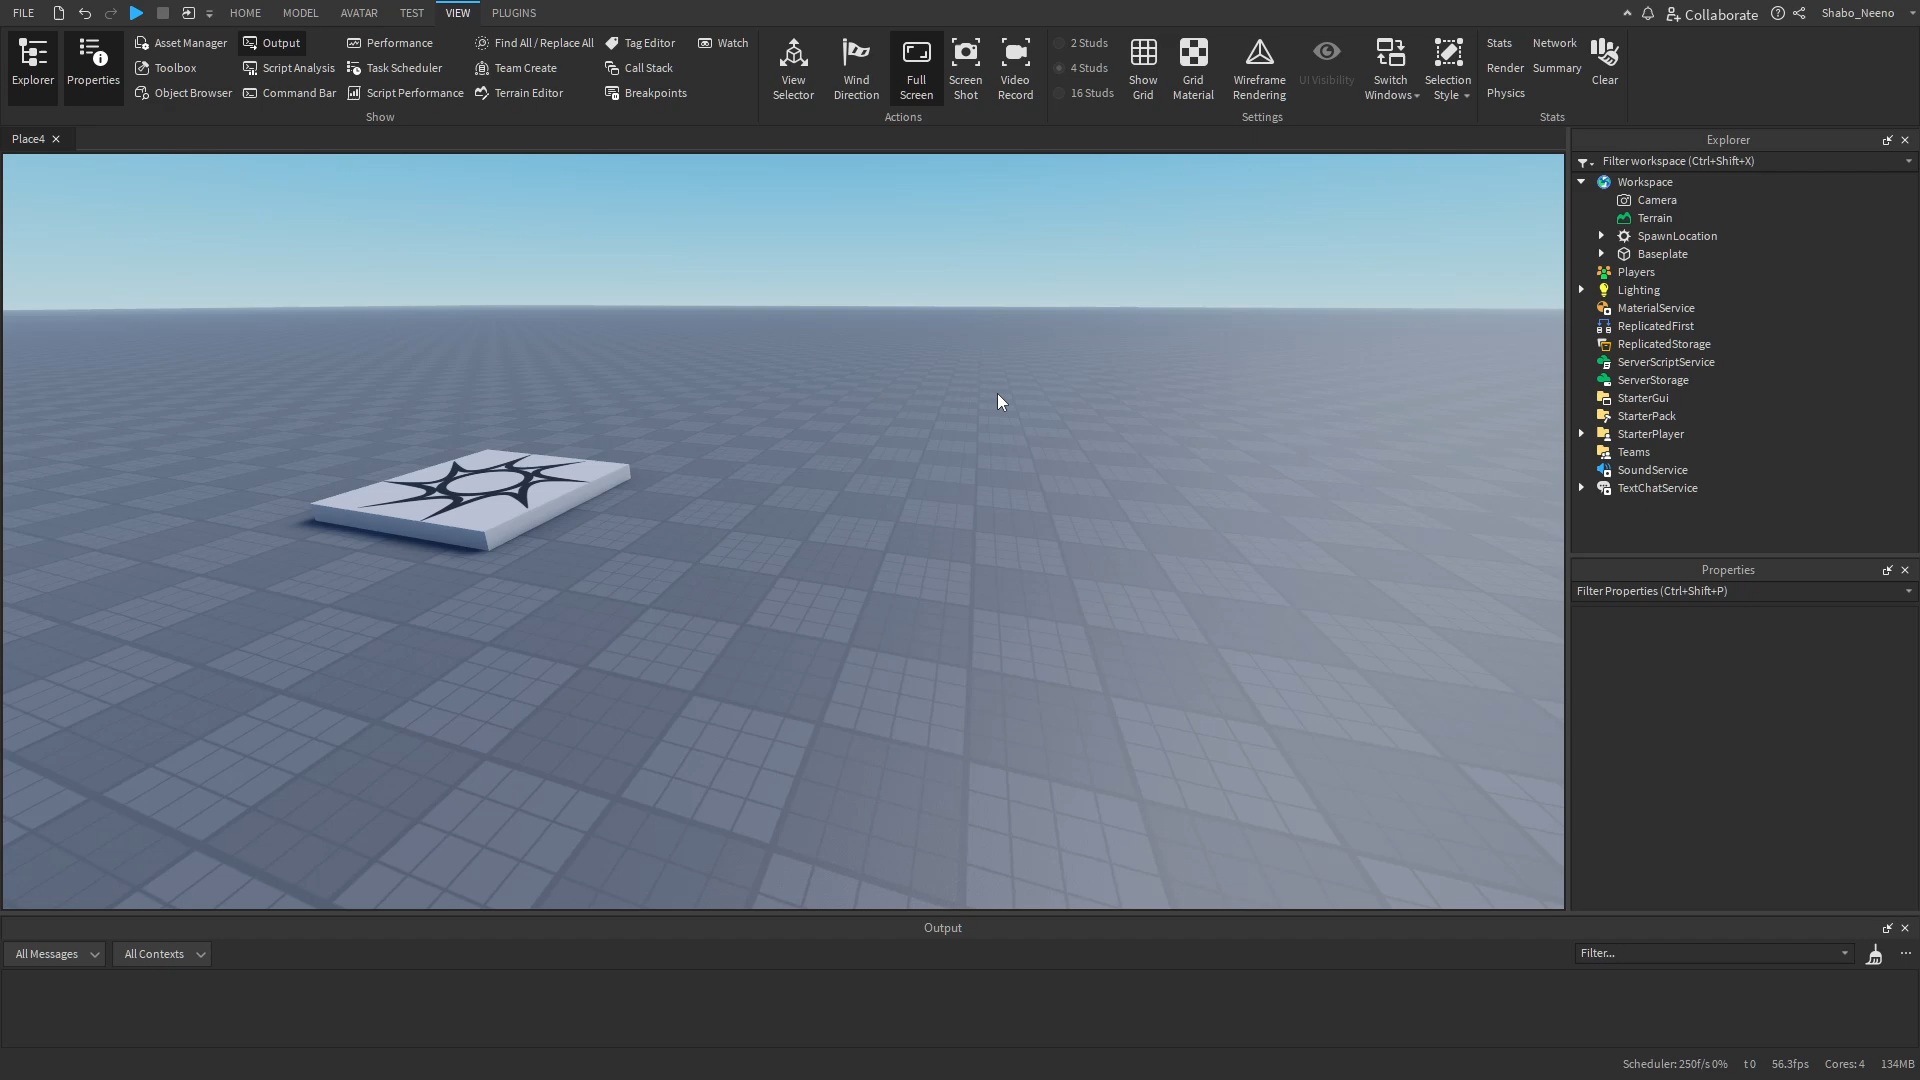 FILE HOME MODEL AVATAR TEST VIEW PLUGINS Collaborate Shabo_Neeno
Explorer
Properties
Asset Manager
Toolbox
Object Browser
Output
Script Analysis
Command Bar
Performance
Task Scheduler
Script Performance
Find All / Replace All
Team Create
Terrain Editor
Tag Editor
Call Stack
Breakpoints
Watch
Show
View
Selector
Wind
Direction
Full
Screen
Screen
Shot
Video
Record
Actions
2 Studs
4 Studs
16 Studs
Show
Grid
Grid
Material
Wireframe
Rendering
UI Visibility
Switch
Windows
Selection
Style
Settings
Stats
Render
Physics
Network
Summary
Clear
Stats
Place4
Explorer
Filter workspace (Ctrl+Shift+X)
Workspace
Camera
Terrain
SpawnLocation
Baseplate
Players
Lighting
MaterialService
ReplicatedFirst
ReplicatedStorage
ServerScriptService
ServerStorage
StarterGui
StarterPack
StarterPlayer
Teams
SoundService
TextChatService
Properties
Filter Properties (Ctrl+Shift+P)
Output
All Messages All Contexts Filter... ...
Scheduler: 250f/s 0% t 0 56.3fps Cores: 4 134MB